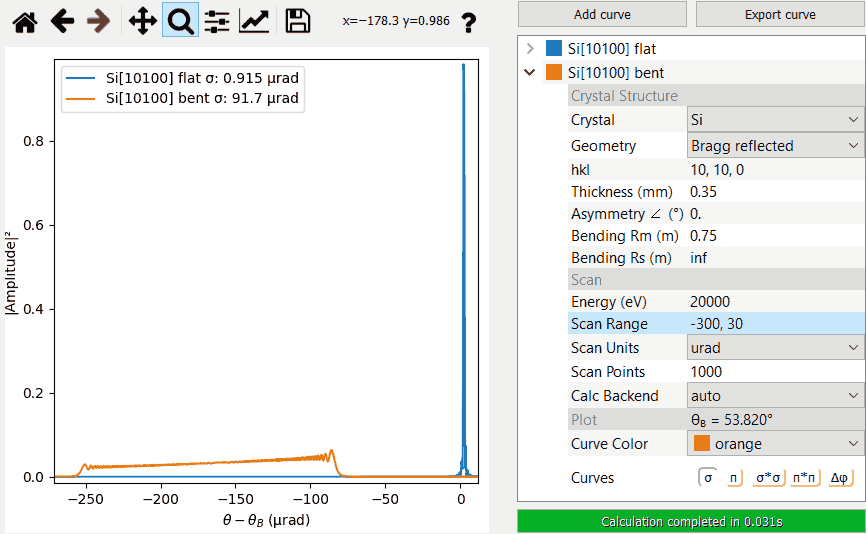 x=−178.3 y=0.986
Add curve
Export curve
Si[10100] flat σ: 0.915 μrad
Si[10100] bent σ: 91.7 μrad
|Amplitude|²
0.8
0.6
0.4
0.2
0.0
−250
−200
−150
−100
−50
0
θ − θB (μrad)
Si[10100] flat
Si[10100] bent
Crystal Structure
Crystal Si
Geometry Bragg reflected
hkl 10, 10, 0
Thickness (mm) 0.35
Asymmetry ∠ (°) 0.
Bending Rm (m) 0.75
Bending Rs (m) inf
Scan
Energy (eV) 20000
Scan Range -300, 30
Scan Units urad
Scan Points 1000
Calc Backend auto
Plot θB = 53.820°
Curve Color orange
Curves σ π σ*σ π*π Δφ
Calculation completed in 0.031s